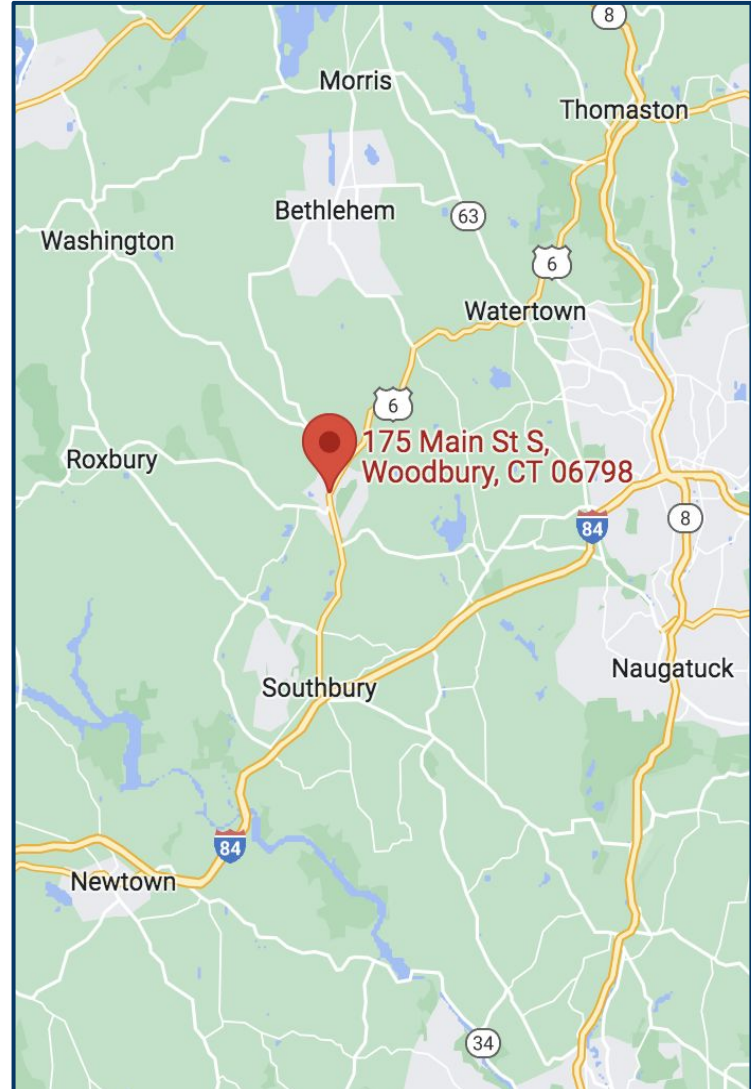 8
Morris
Thomaston
Bethlehem
63
Washington
6
Watertown
6
175 Main St S,
Woodbury, CT 06798
Roxbury
8
84
Naugatuck
Southbury
84
Newtown
34